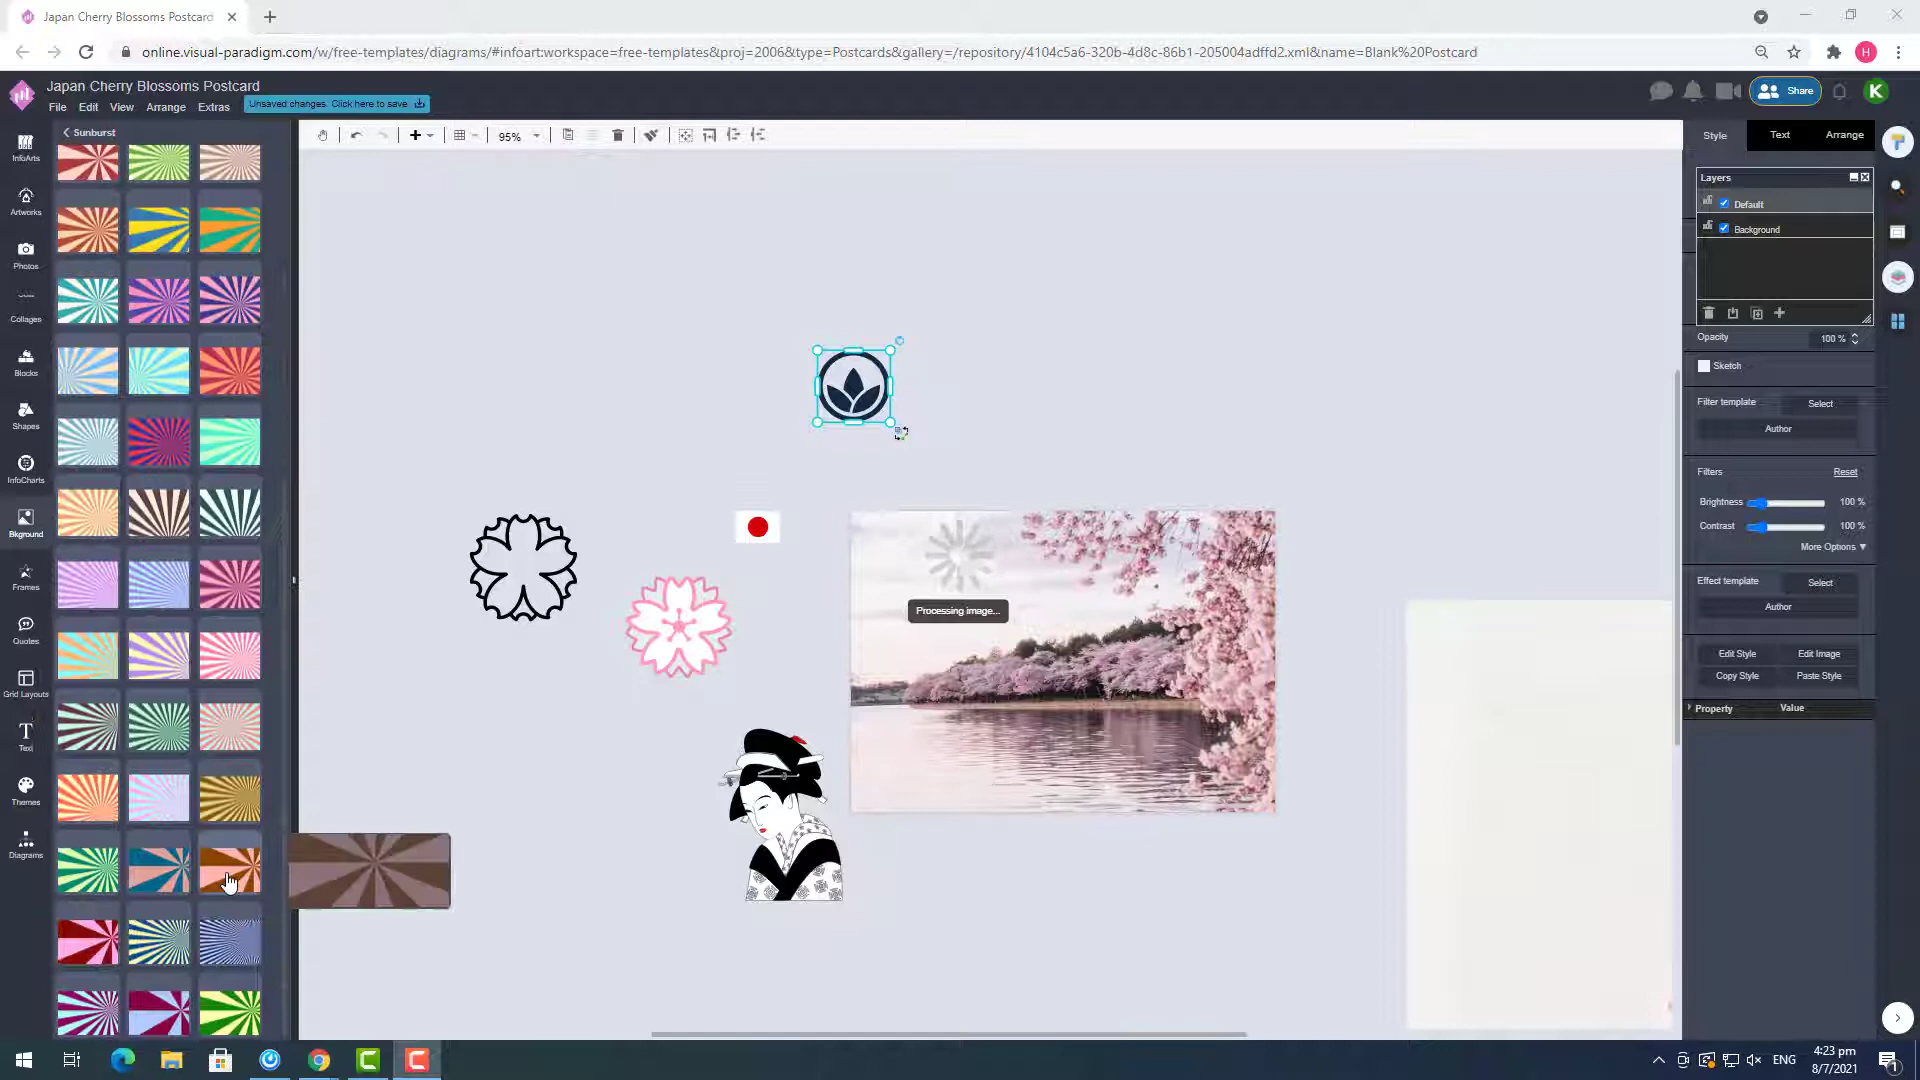 Japan Cherry Blossoms Postcard
online.visual-paradigm.com/w/free-templates/diagrams/#infoart:workspace=free-templates&proj=2006&type=Postcards&gallery=/repository/4104c5a6-320b-4d8c-86b1-205004adffd2.xml&name=Blank%20Postcard
H
Japan Cherry Blossoms Postcard
File Edit View Arrange Extras
Unsaved changes. Click here to save
Share
K
Sunburst
95%
Style Text Arrange
InfoArts
Artworks
Photos
Collages
Blocks
Shapes
InfoCharts
Bkground
Frames
Quotes
Grid Layouts
Text
Themes
Diagrams
Processing image...
Layers
Default
Background
Opacity 100 %
Sketch
Filter template Select
Author
Filters Reset
Brightness 100 %
Contrast 100 %
More Options ▼
Effect template Select
Author
Edit Style Edit Image
Copy Style Paste Style
Property Value
ENG
4:23 pm
8/7/2021
1